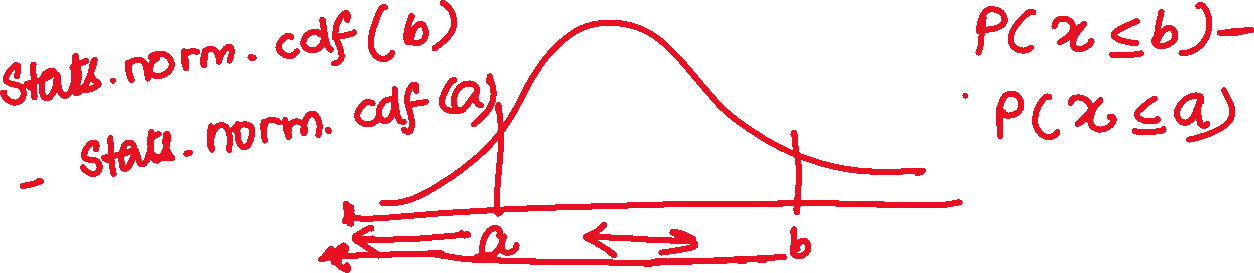 stats.norm.cdf(b)
- stats.norm.cdf(a)
P(x≤b)-
P(x≤a)
a
b